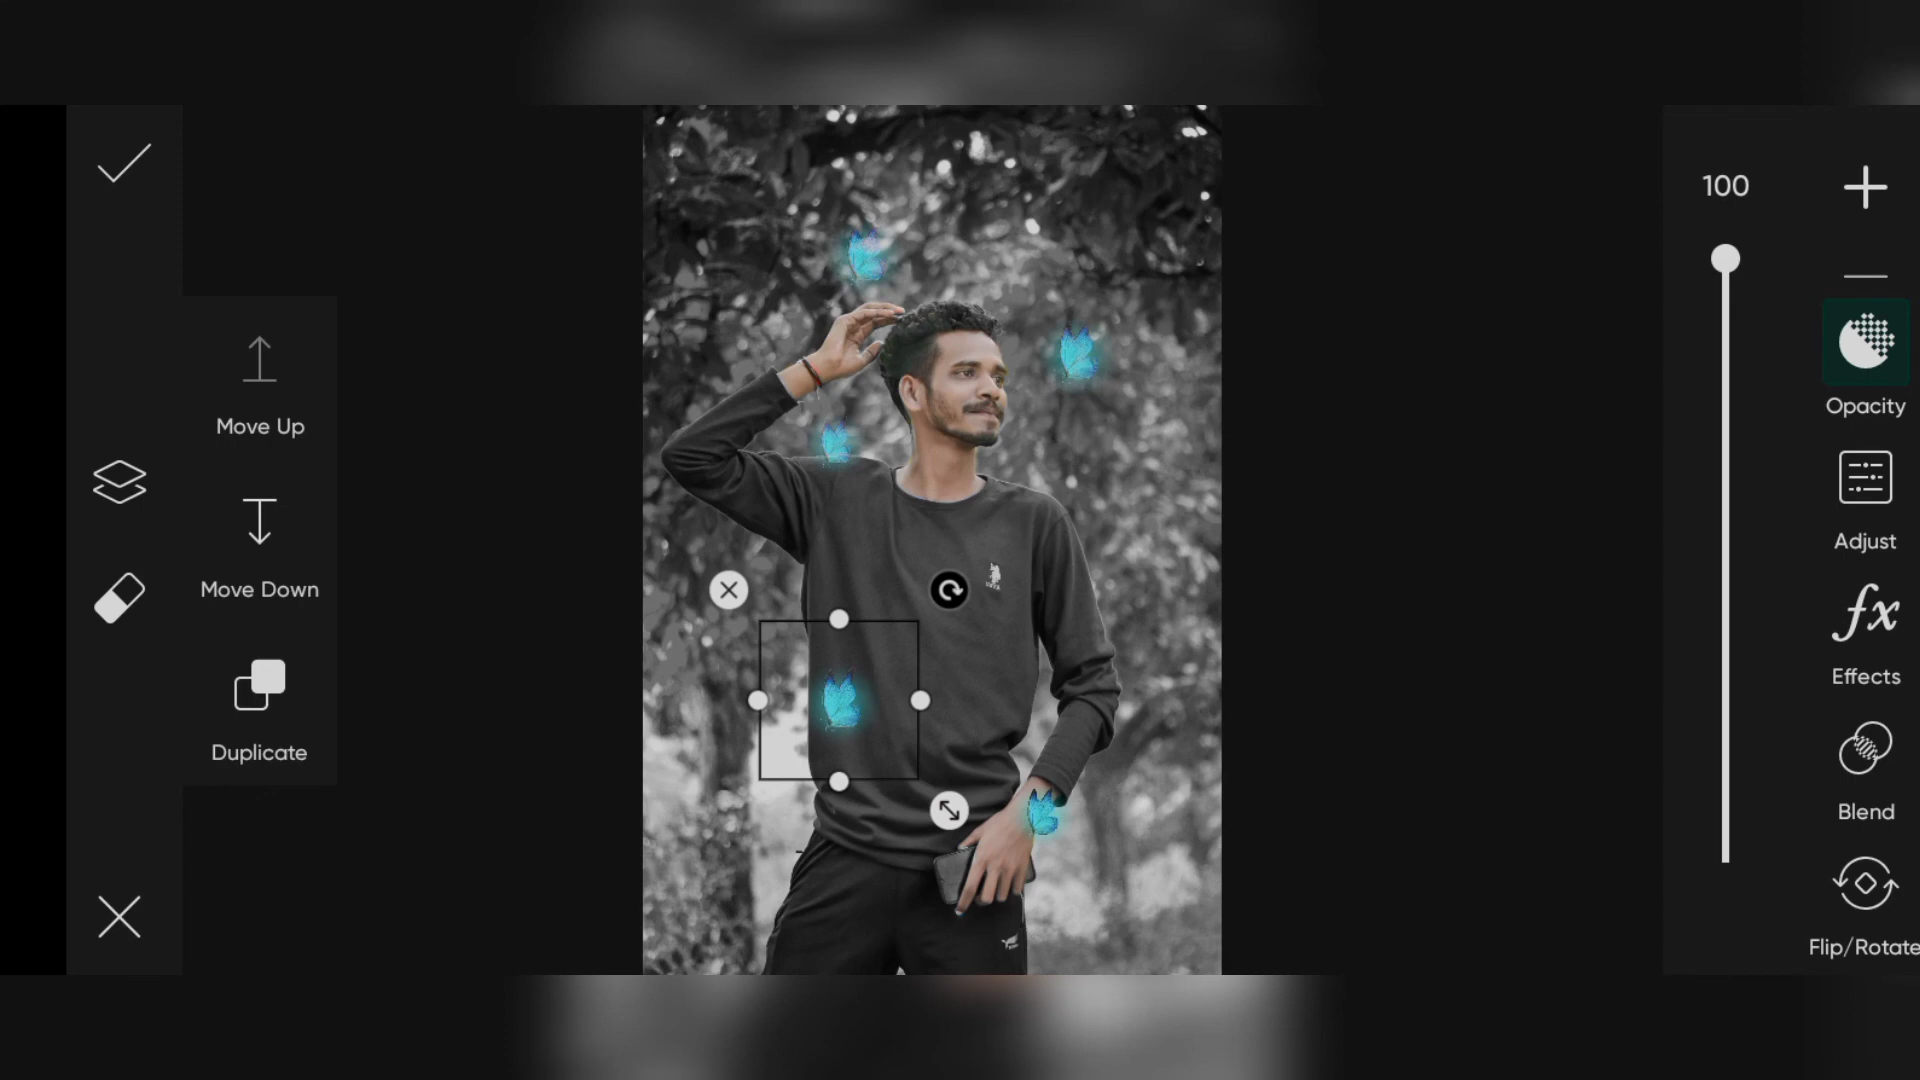 Move Up
Move Down
Duplicate
100
Opacity
Adjust
fx
Effects
Blend
Flip/Rotate